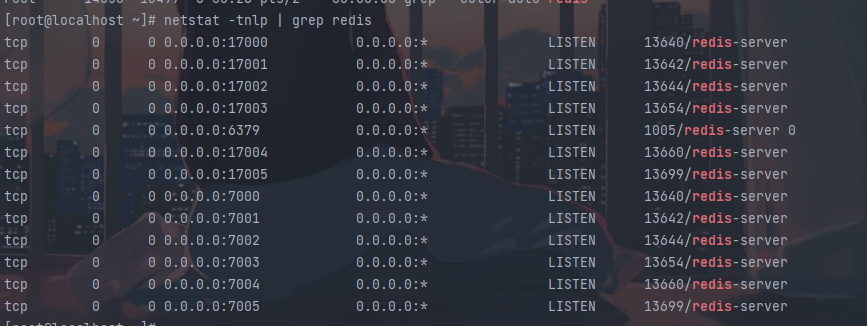 [root@localhost ~]# netstat -tnlp | grep redis
tcp        0      0 0.0.0.0:17000           0.0.0.0:*               LISTEN      13640/redis-server
tcp        0      0 0.0.0.0:17001           0.0.0.0:*               LISTEN      13642/redis-server
tcp        0      0 0.0.0.0:17002           0.0.0.0:*               LISTEN      13644/redis-server
tcp        0      0 0.0.0.0:17003           0.0.0.0:*               LISTEN      13654/redis-server
tcp        0      0 0.0.0.0:6379            0.0.0.0:*               LISTEN      1005/redis-server 0
tcp        0      0 0.0.0.0:17004           0.0.0.0:*               LISTEN      13660/redis-server
tcp        0      0 0.0.0.0:17005           0.0.0.0:*               LISTEN      13699/redis-server
tcp        0      0 0.0.0.0:7000            0.0.0.0:*               LISTEN      13640/redis-server
tcp        0      0 0.0.0.0:7001            0.0.0.0:*               LISTEN      13642/redis-server
tcp        0      0 0.0.0.0:7002            0.0.0.0:*               LISTEN      13644/redis-server
tcp        0      0 0.0.0.0:7003            0.0.0.0:*               LISTEN      13654/redis-server
tcp        0      0 0.0.0.0:7004            0.0.0.0:*               LISTEN      13660/redis-server
tcp        0      0 0.0.0.0:7005            0.0.0.0:*               LISTEN      13699/redis-server